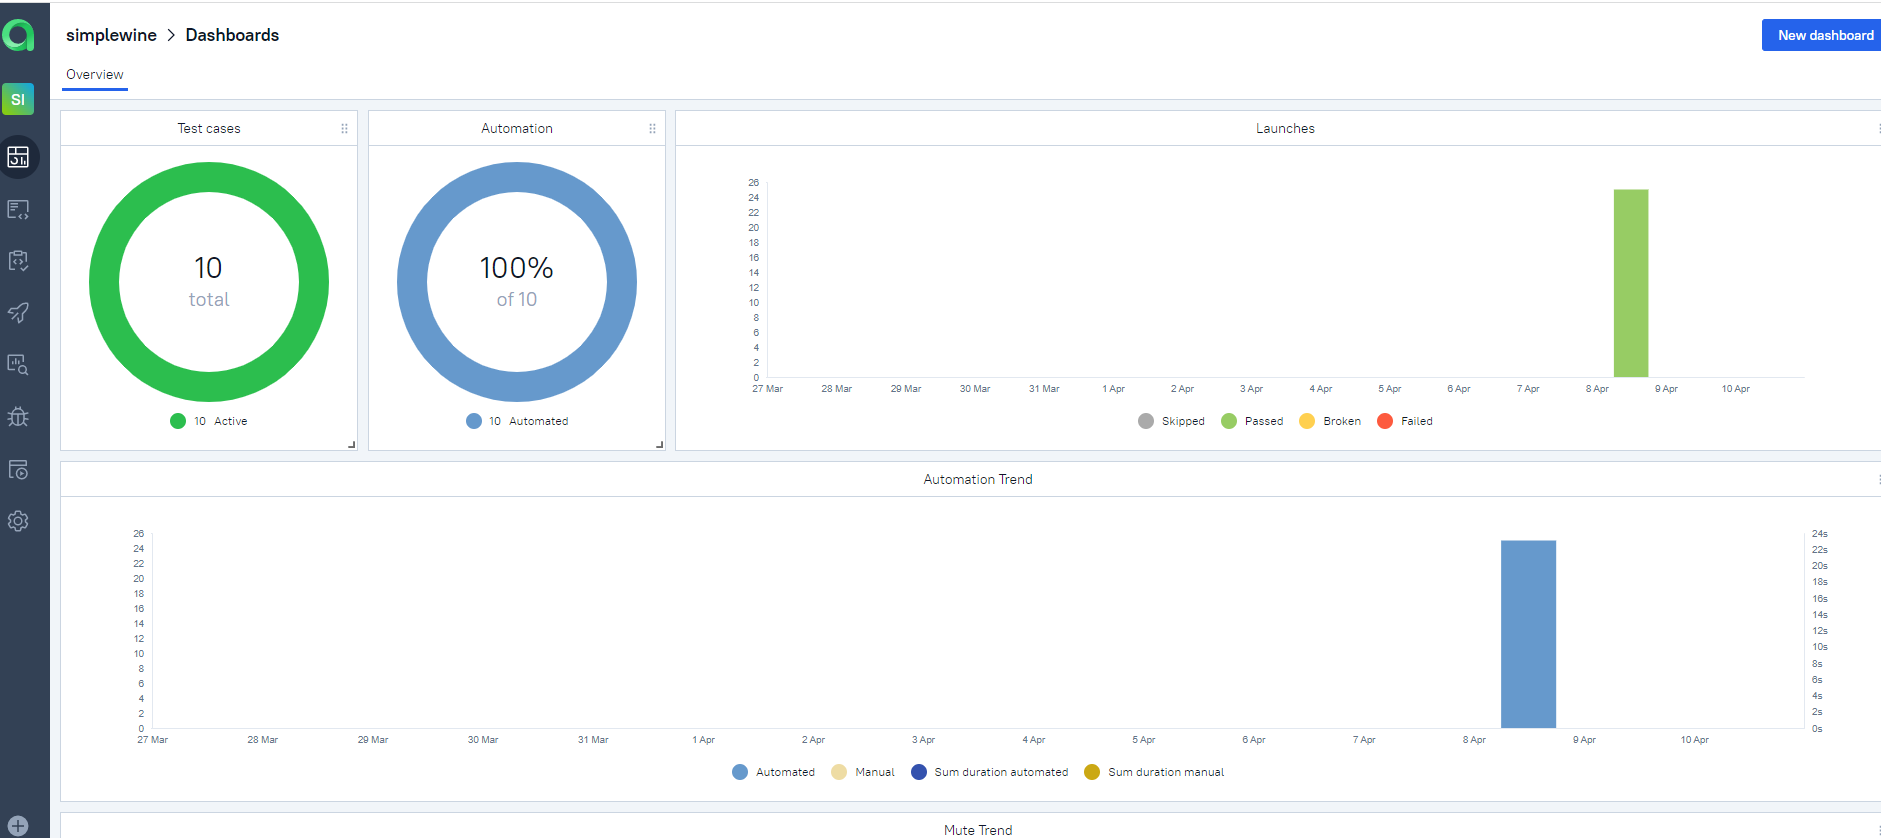 simplewine > Dashboards
New dashboard
Overview
SI
Test cases
10
total
10 Active
Automation
100%
of 10
10 Automated
Launches
26
24
22
20
18
16
14
12
10
8
6
4
2
0
27 Mar 28 Mar 29 Mar 30 Mar 31 Mar 1 Apr 2 Apr 3 Apr 4 Apr 5 Apr 6 Apr 7 Apr 8 Apr 9 Apr 10 Apr
Skipped Passed Broken Failed
Automation Trend
26
24
22
20
18
16
14
12
10
8
6
4
2
0
24s
22s
20s
18s
16s
14s
12s
10s
8s
6s
4s
2s
0s
27 Mar 28 Mar 29 Mar 30 Mar 31 Mar 1 Apr 2 Apr 3 Apr 4 Apr 5 Apr 6 Apr 7 Apr 8 Apr 9 Apr 10 Apr
Automated Manual Sum duration automated Sum duration manual
Mute Trend